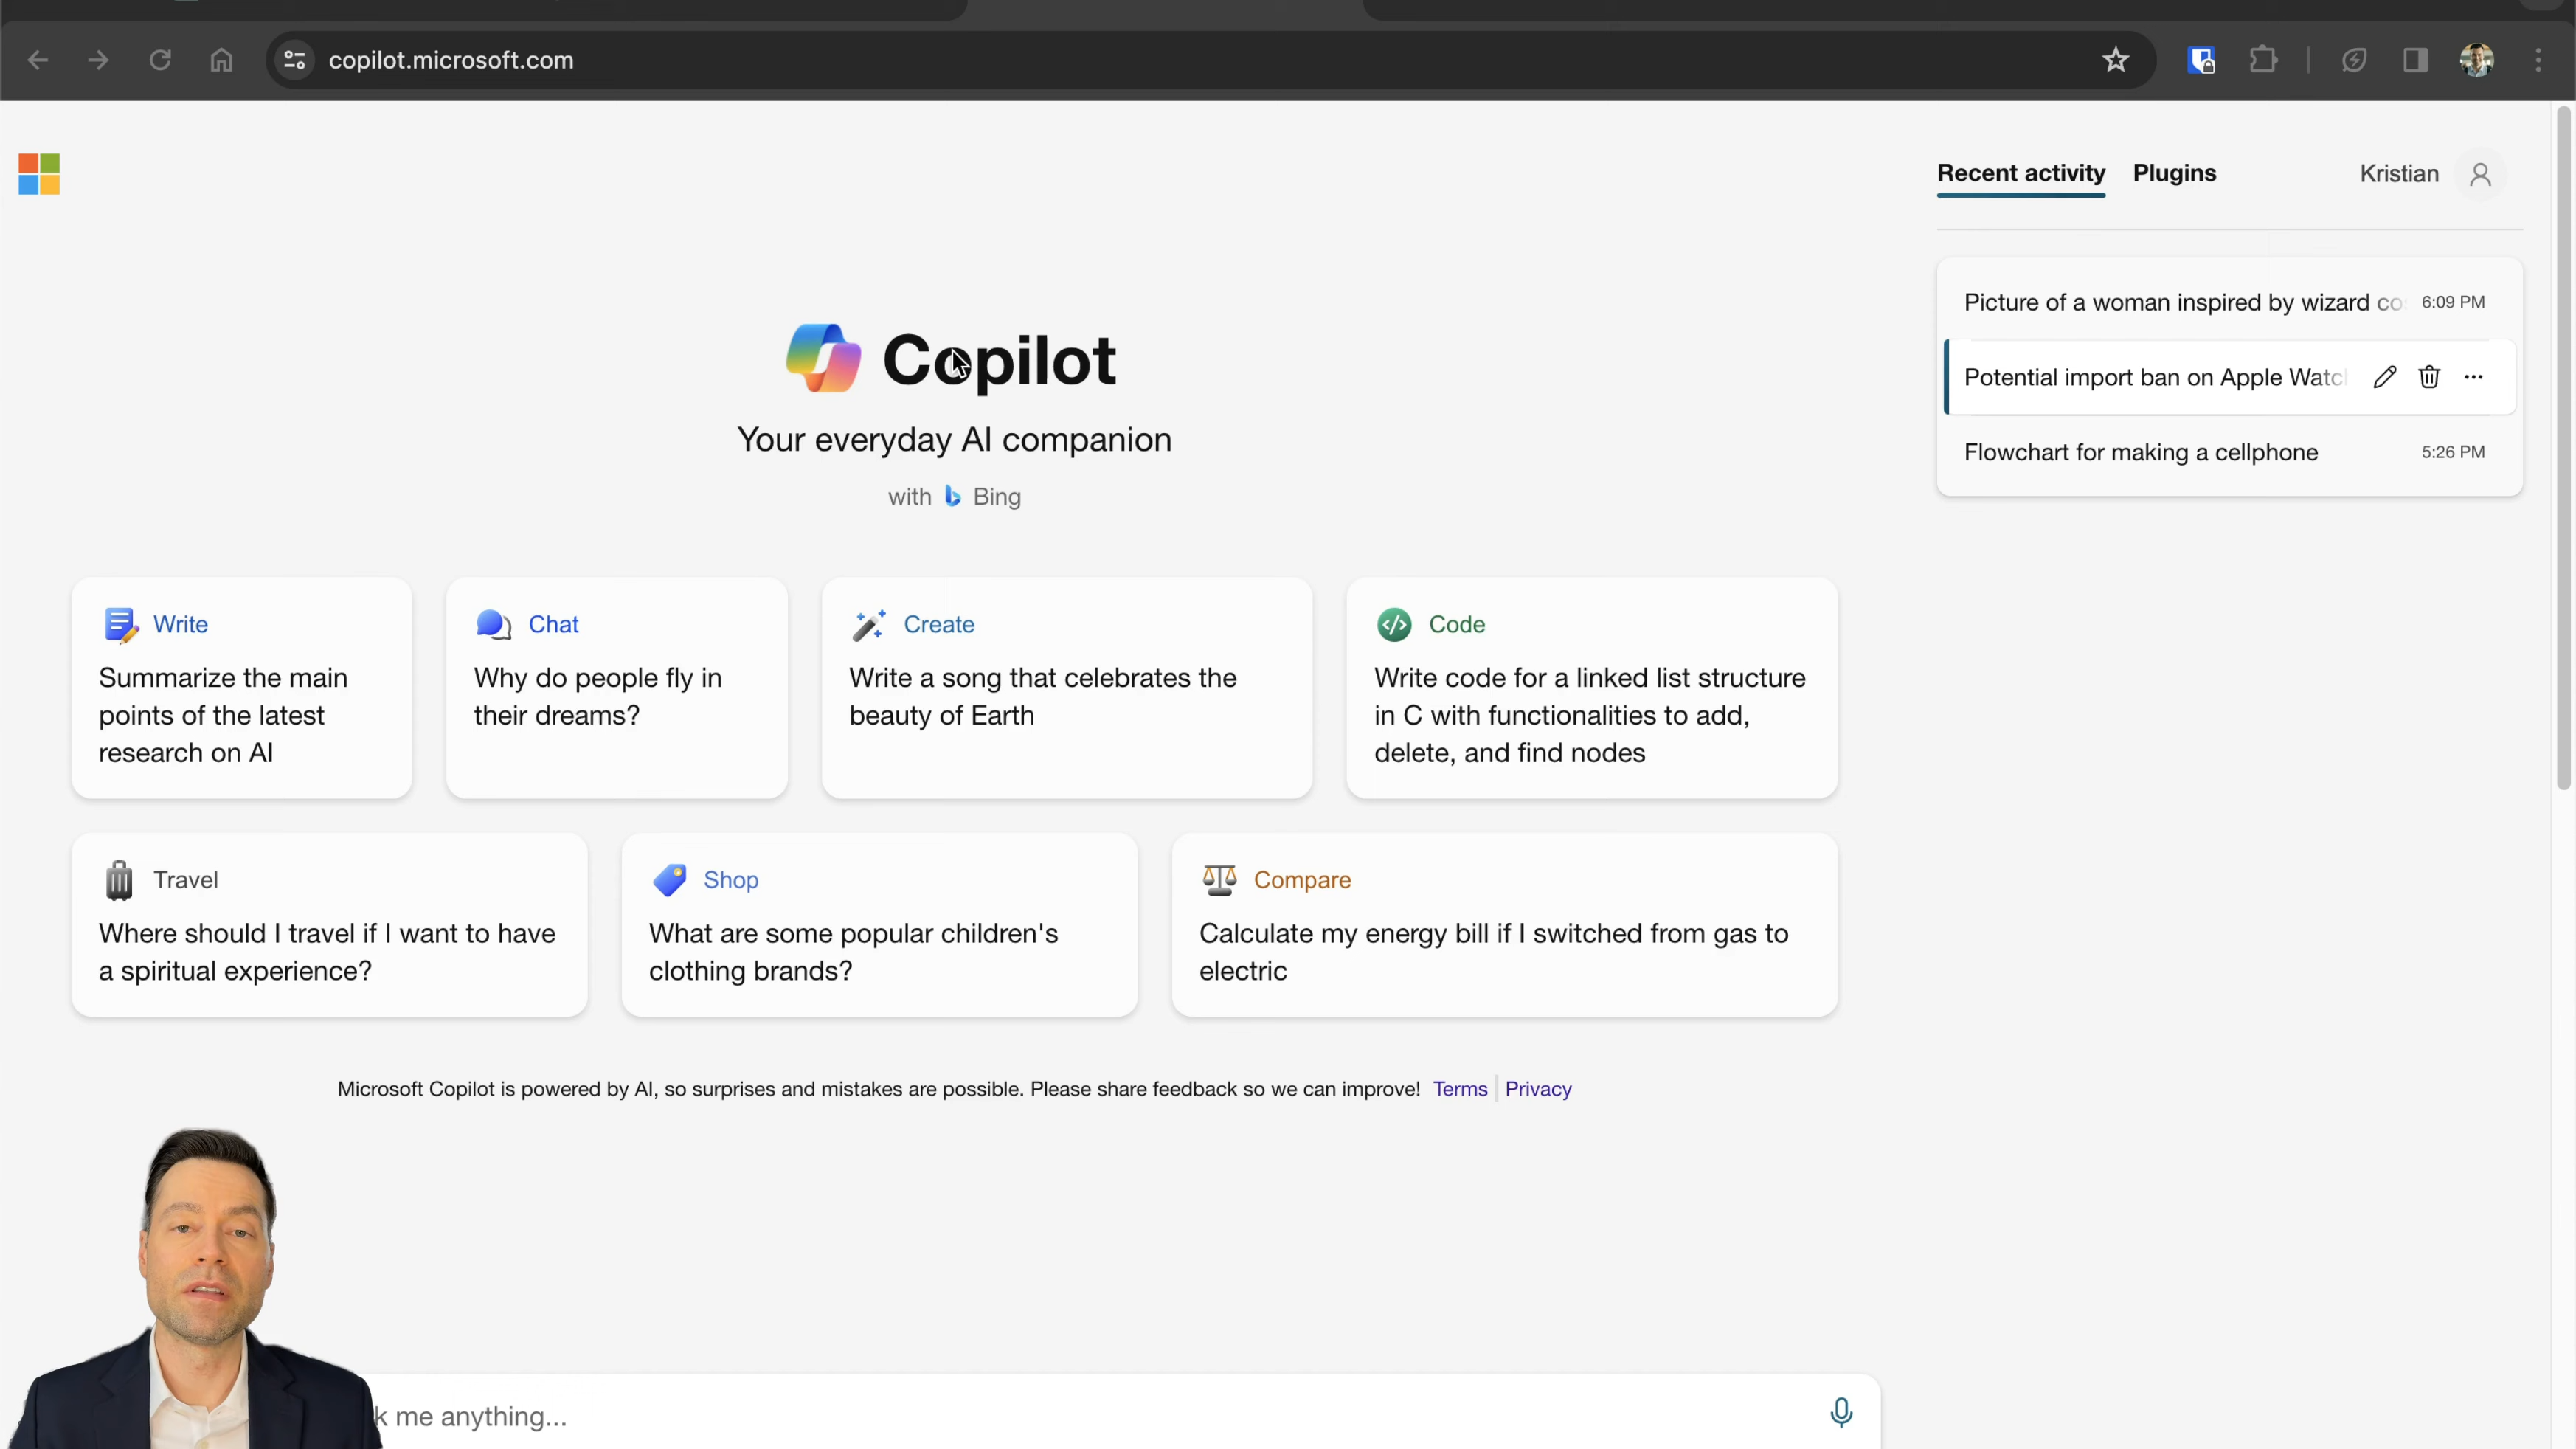 copilot.microsoft.com
Recent activity Plugins Kristian
Picture of a woman inspired by wizard 6:09 PM
Potential import ban on Apple
Flowchart for making a cellphone 5:26 PM
Copilot
Your everyday AI companion
with Bing
Write
Summarize the main
points of the latest
research on AI
Chat
Why do people fly in
their dreams?
Create
Write a song that celebrates the
beauty of Earth
Code
Write code for a linked list structure
in C with functionalities to add,
delete, and find nodes
Travel
Where should I travel if I want to have
a spiritual experience?
Shop
What are some popular children's
clothing brands?
Compare
Calculate my energy bill if I switched from gas to
electric
Microsoft Copilot is powered by AI, so surprises and mistakes are possible. Please share feedback so we can improve! Terms Privacy
me anything...